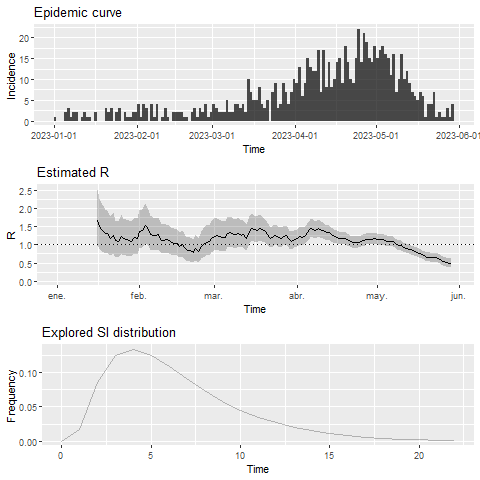 Epidemic curve
Incidence
20
15
10
5
0
2023-01-01 2023-02-01 2023-03-01 2023-04-01 2023-05-01 2023-06-01
Time
Estimated R
R
2.5
2.0
1.5
1.0
0.5
0.0
ene. feb. mar. abr. may. jun.
Time
Explored SI distribution
Frequency
0.10
0.05
0.00
0 5 10 15 20
Time